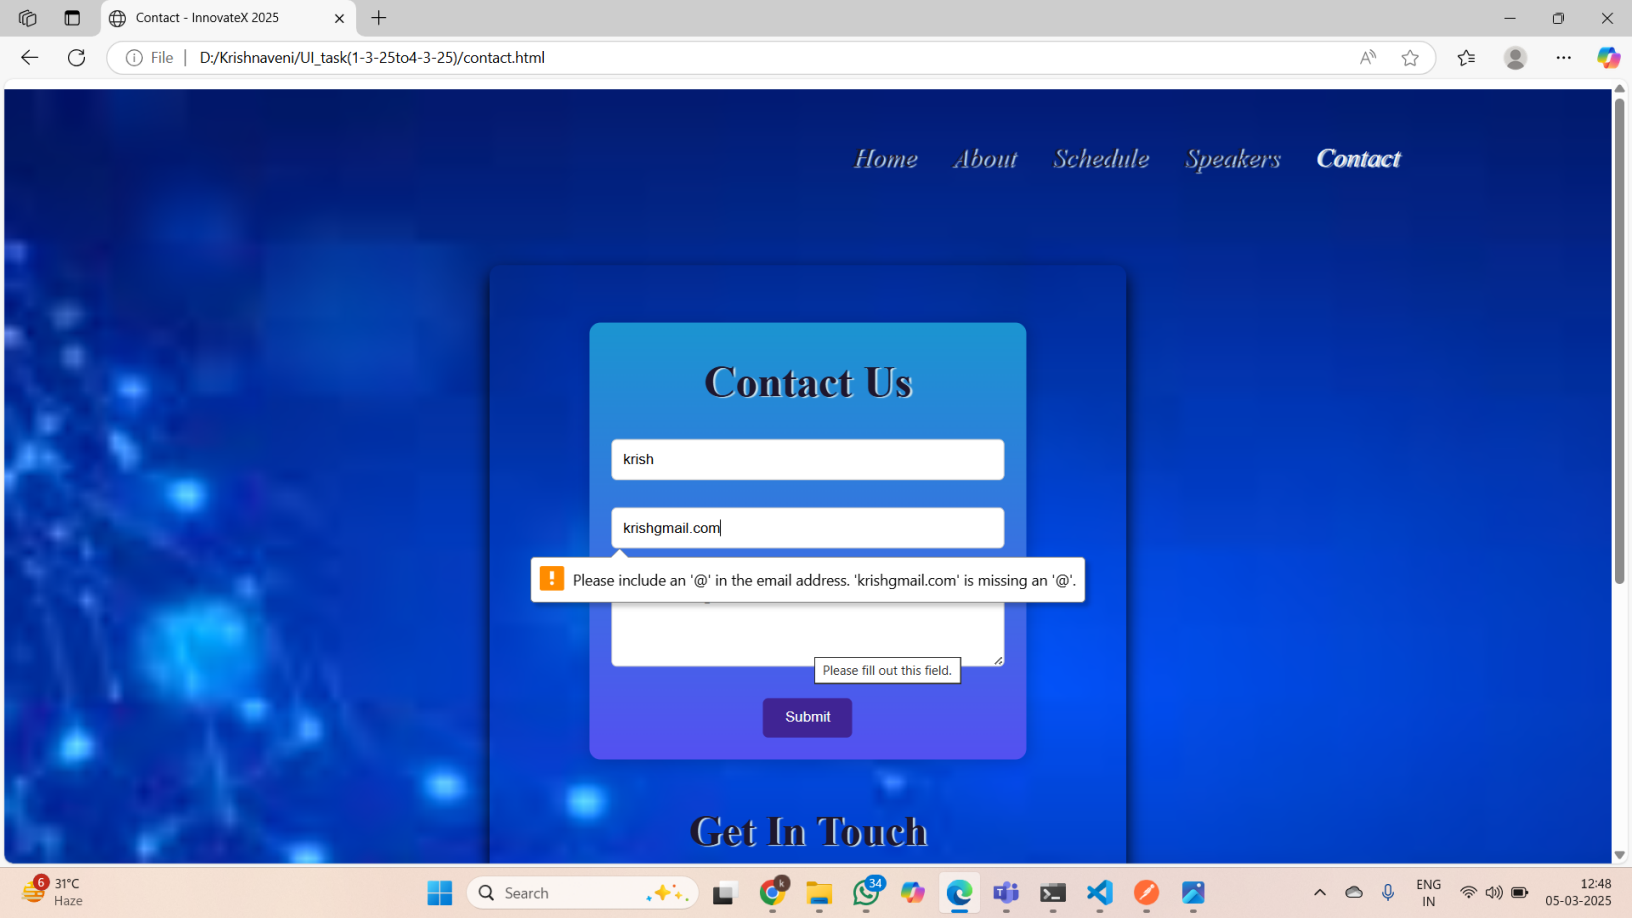 Contact - InnovateX 2025
File
D:/Krishnaveni/UI_task(1-3-25to4-3-25)/contact.html
Home
About
Schedule
Speakers
Contact
Contact Us
krish
krishgmail.com
Please include an '@' in the email address. 'krishgmail.com' is missing an '@'.
Please fill out this field.
Submit
Get In Touch
6
31°C
Haze
Search
k
34
ENG
IN
12:48
05-03-2025